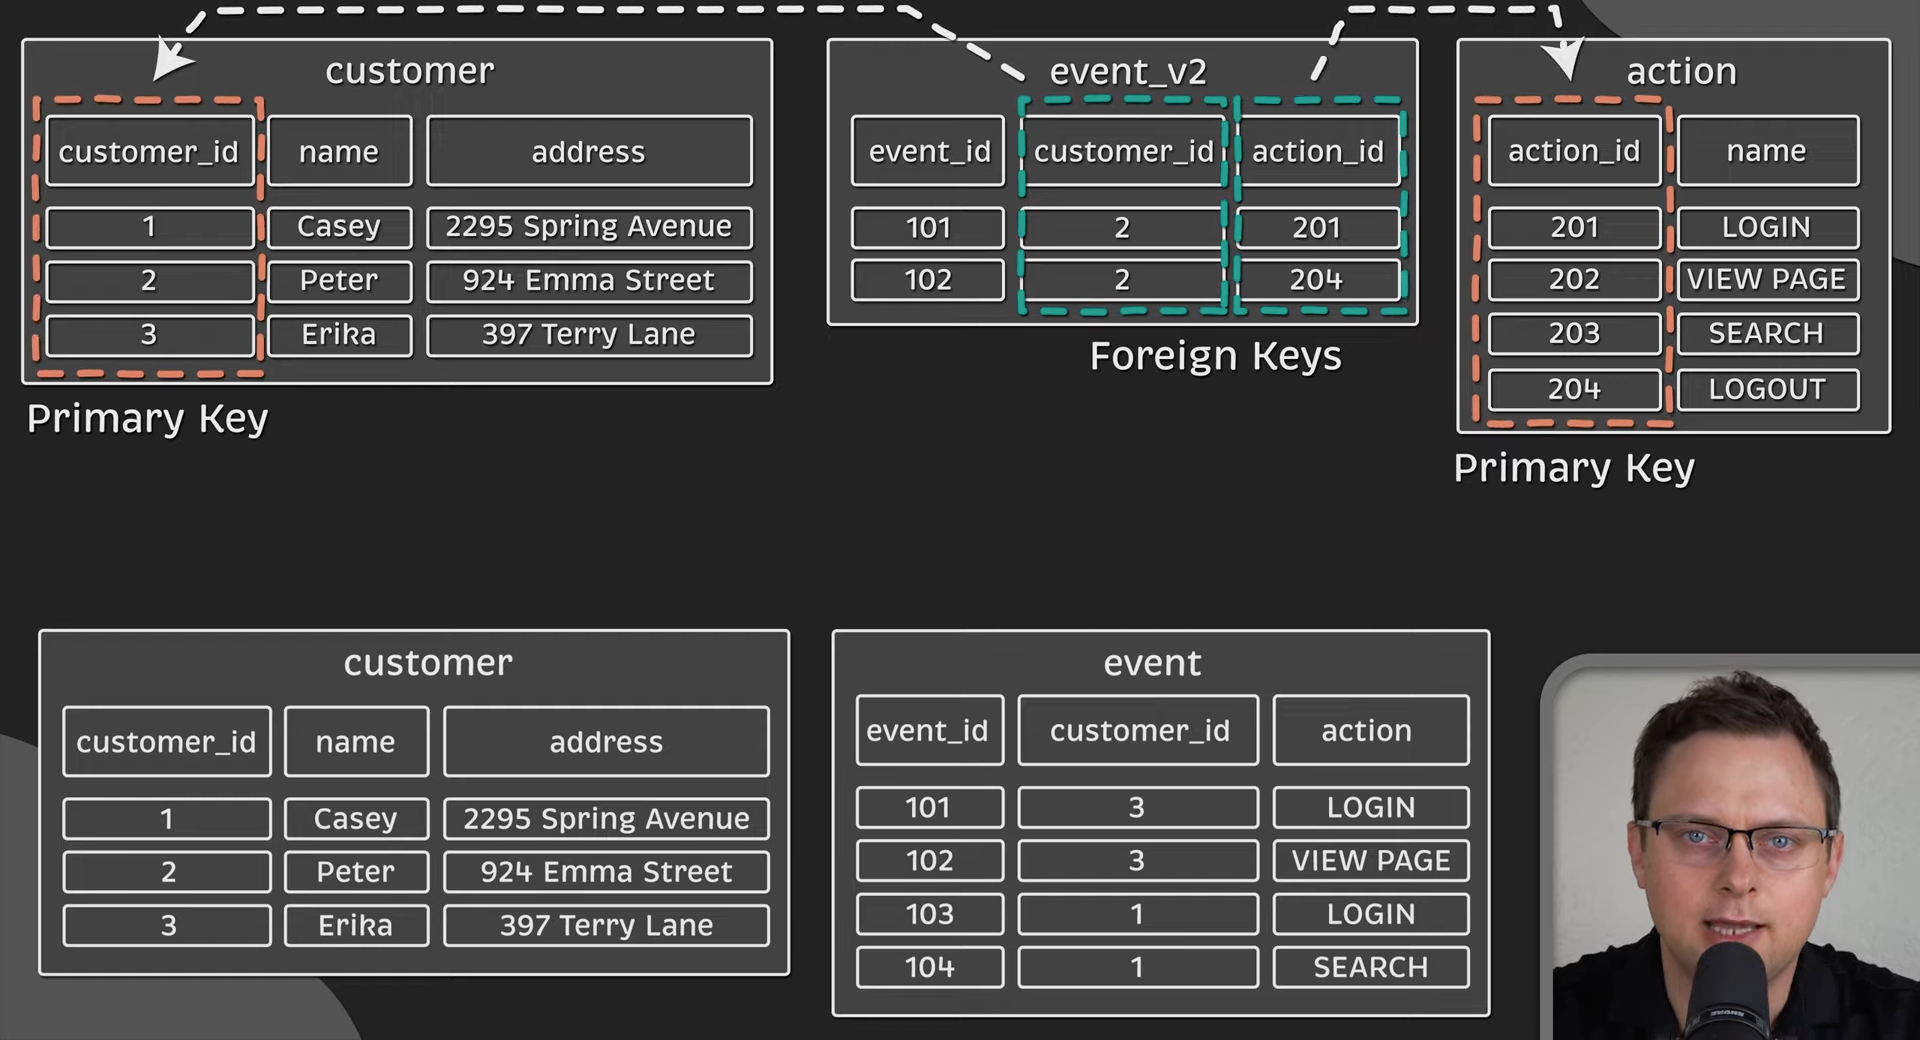 customer
customer_id name address
1 Casey 2295 Spring Avenue
2 Peter 924 Emma Street
3 Erika 397 Terry Lane
Primary Key
event_v2
event_id customer_id action_id
101 2 201
102 2 204
Foreign Keys
action
action_id name
201 LOGIN
202 VIEW PAGE
203 SEARCH
204 LOGOUT
Primary Key
customer
customer_id name address
1 Casey 2295 Spring Avenue
2 Peter 924 Emma Street
3 Erika 397 Terry Lane
event
event_id customer_id action
101 3 LOGIN
102 3 VIEW PAGE
103 1 LOGIN
104 1 SEARCH